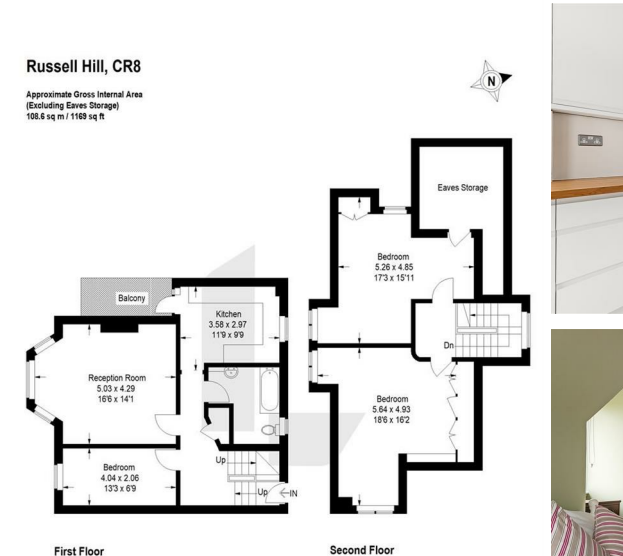 Russell Hill, CR8
Approximate Gross Internal Area
(Excluding Eaves Storage)
108.6 sq m / 1169 sq ft
N
Eaves Storage
Bedroom
5.26 x 4.85
17'3 x 15'11
Balcony
Kitchen
3.58 x 2.97
11'9 x 9'9
Dn
Reception Room
5.03 x 4.29
16'6 x 14'1
Bedroom
5.64 x 4.93
18'6 x 16'2
Bedroom
4.04 x 2.06
13'3 x 6'9
Up
Up
IN
First Floor
Second Floor